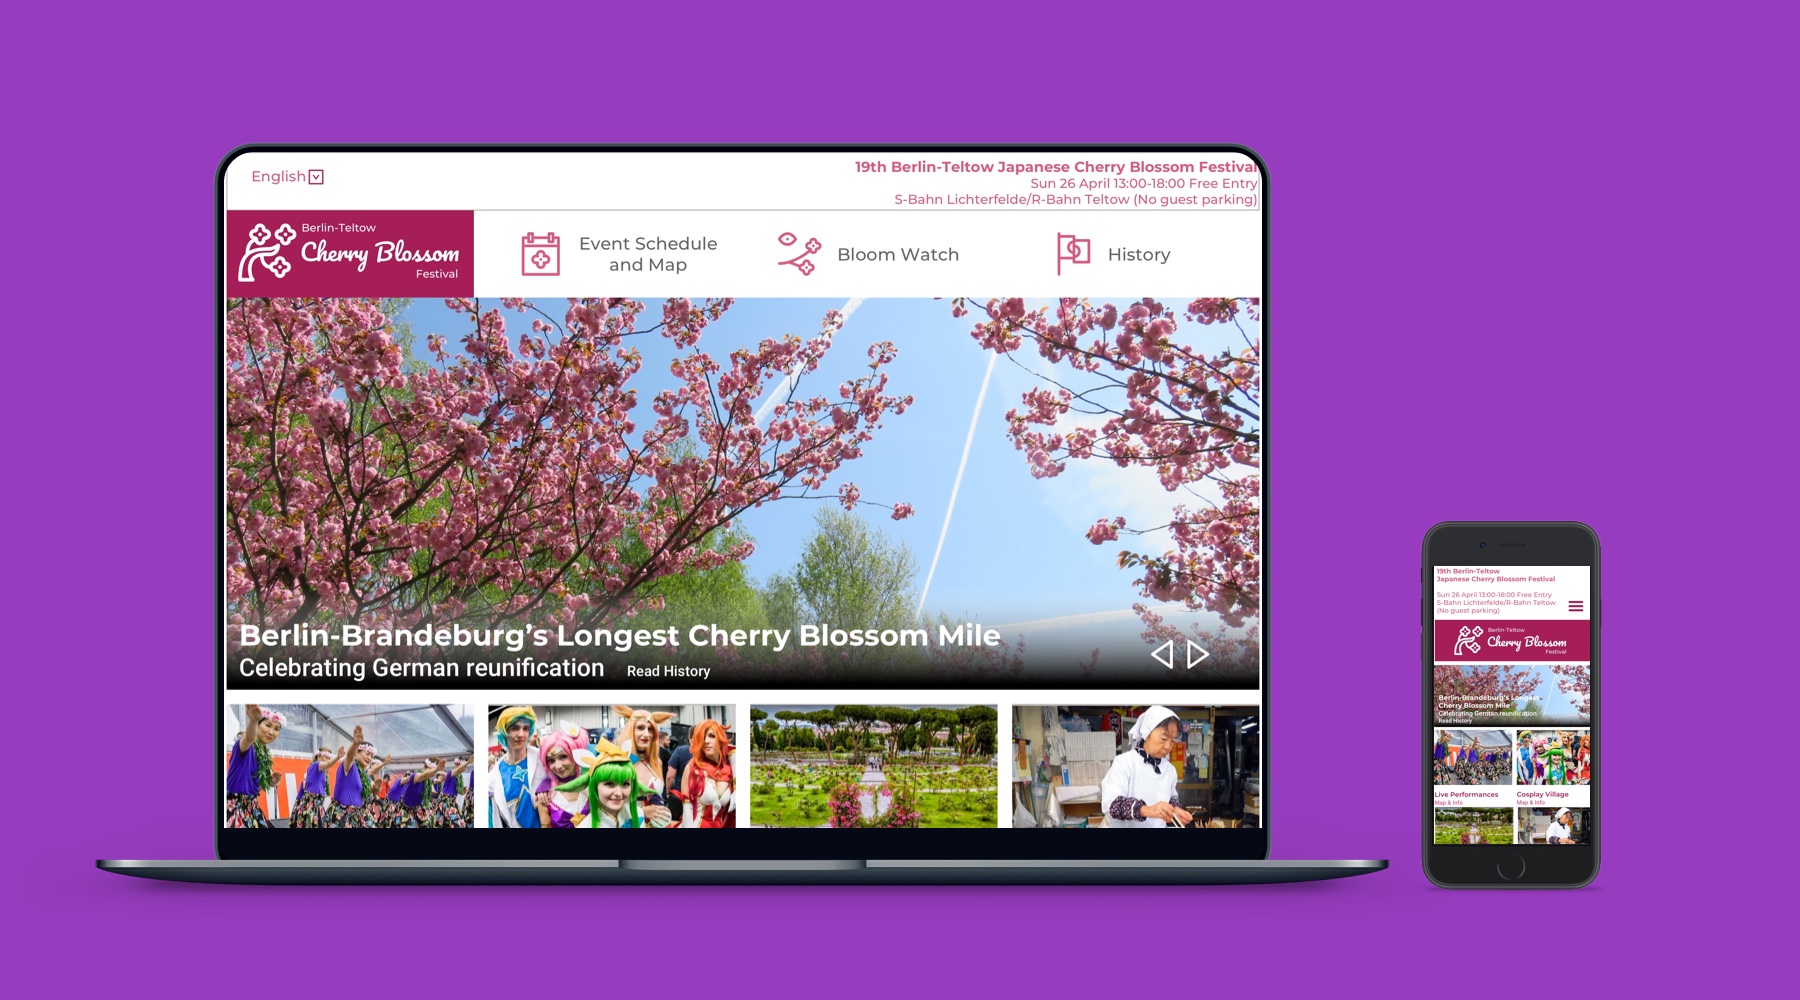 English
19th Berlin-Teltow Japanese Cherry Blossom Festival
Sun 26 April 13:00-18:00 Free Entry
S-Bahn Lichterfelde/R-Bahn Teltow (No guest parking)
Berlin-Teltow
Cherry Blossom
Festival
Event Schedule
and Map
Bloom Watch
History
Berlin-Brandeburg’s Longest Cherry Blossom Mile
Celebrating German reunification Read History
19th Berlin-Teltow
Japanese Cherry Blossom Festival
Sun 26 April 13:00-18:00 Free Entry
S-Bahn Lichterfelde/R-Bahn Teltow
(No guest parking)
Berlin-Teltow
Cherry Blossom
Festival
Berlin-Brandeburg’s Longest
Cherry Blossom Mile
Celebrating German reunification
Read History
Live Performances
Map & Info
Cosplay Village
Map & Info